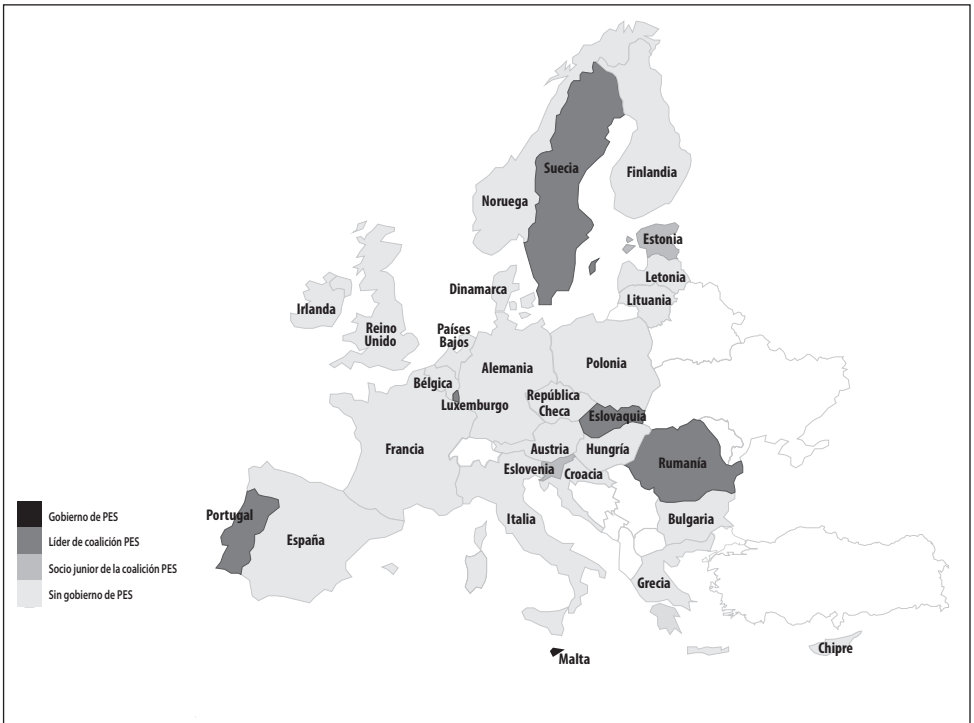 Suecia
Finlandia
Noruega
Estonia
Letonia
Dinamarca
Lituania
Irlanda
Reino
Unido
Países
Bajos
Alemania
Polonia
Bélgica
República
Checa
Luxemburgo
Eslovaquia
Francia
Austria
Hungría
Rumanía
Eslovenia
Croacia
Portugal
España
Italia
Bulgaria
Grecia
Chipre
Malta
Gobierno de PES
Líder de coalición PES
Socio junior de la coalición PES
Sin gobierno de PES